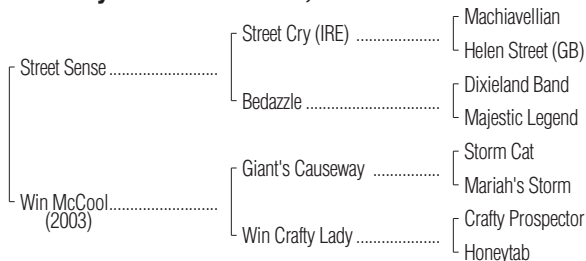 Machiavellian
Street Cry (IRE) ....................
Helen Street (GB)
Street Sense ..........................
Dixieland Band
Bedazzle ................................
Majestic Legend
Storm Cat
Giant's Causeway ................
Mariah's Storm
Win McCool..........................
(2003)
Crafty Prospector
Win Crafty Lady ....................
Honeytab